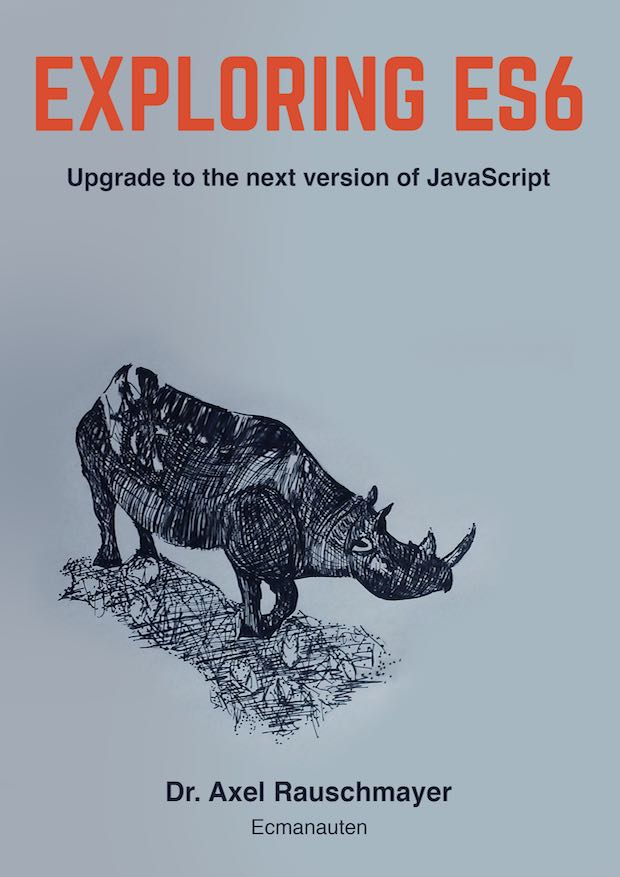 EXPLORING ES6
Upgrade to the next version of JavaScript
Dr. Axel Rauschmayer
Ecmanauten